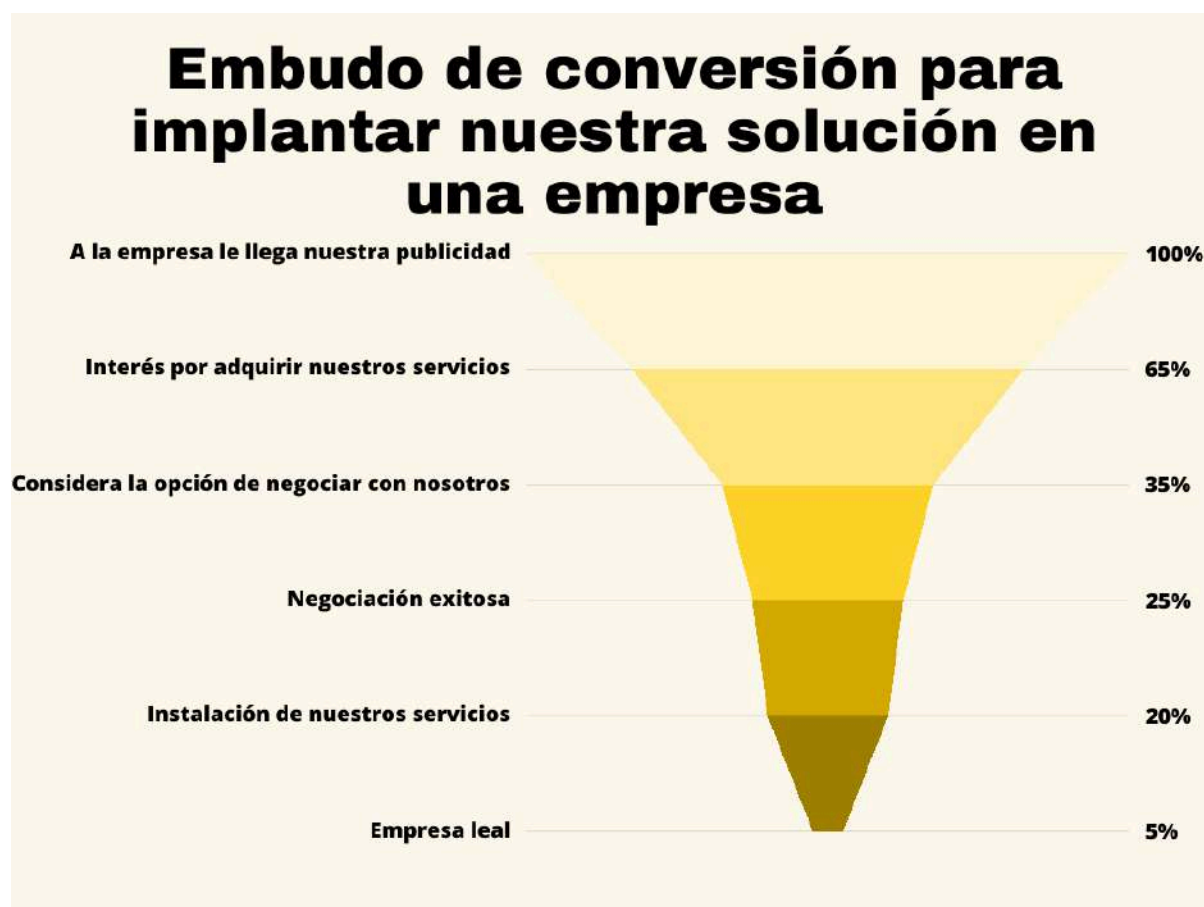 Embudo de conversión para
implantar nuestra solución en
una empresa
A la empresa le llega nuestra publicidad 100%
Interés por adquirir nuestros servicios 65%
Considera la opción de negociar con nosotros 35%
Negociación exitosa 25%
Instalación de nuestros servicios 20%
Empresa leal 5%